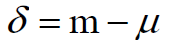 δ = m − μ